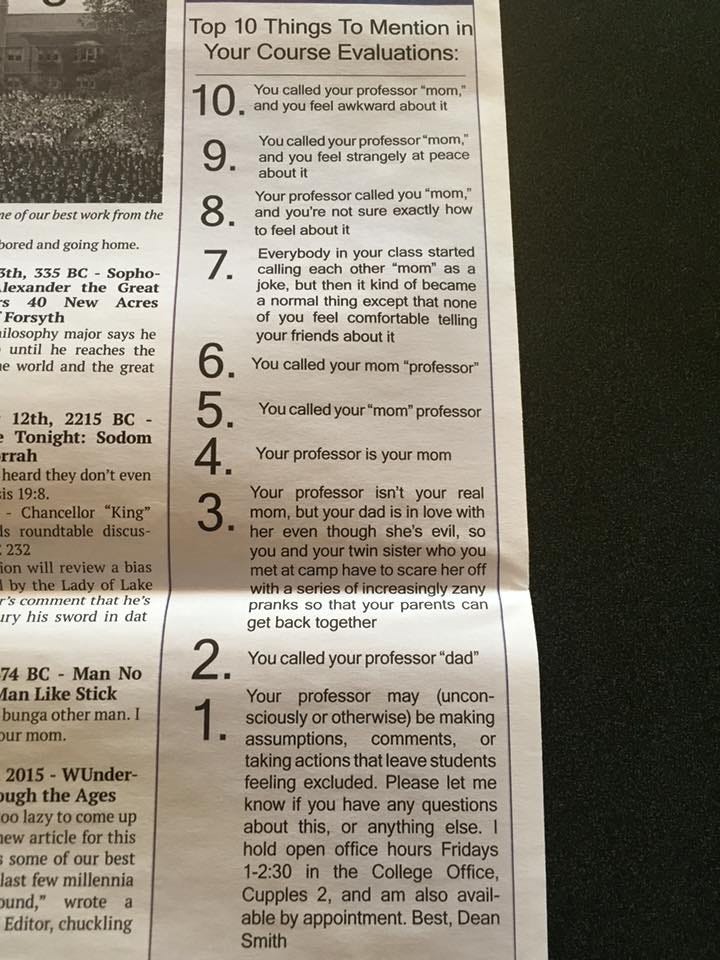 ne of our best work from the
bored and going home.
3th, 335 BC - Sopho-
Alexander the Great
rs 40 New Acres
Forsyth
hilosophy major says he
until he reaches the
e world and the great
12th, 2215 BC -
e Tonight: Sodom
rrah
heard they don't even
sis 19:8.
- Chancellor "King"
ls roundtable discus-
232
ion will review a bias
l by the Lady of Lake
r's comment that he's
ury his sword in dat
74 BC - Man No
Man Like Stick
bunga other man. I
our mom.
2015 - WUnder-
ough the Ages
oo lazy to come up
new article for this
s some of our best
last few millennia
ound," wrote a
Editor, chuckling
Top 10 Things To Mention in
Your Course Evaluations:
10. You called your professor "mom,"
and you feel awkward about it
9. You called your professor "mom,"
and you feel strangely at peace
about it
8. Your professor called you "mom,"
and you're not sure exactly how
to feel about it
7. Everybody in your class started
calling each other "mom" as a
joke, but then it kind of became
a normal thing except that none
of you feel comfortable telling
your friends about it
6. You called your mom "professor"
5. You called your "mom" professor
4. Your professor is your mom
3. Your professor isn't your real
mom, but your dad is in love with
her even though she's evil, so
you and your twin sister who you
met at camp have to scare her off
with a series of increasingly zany
pranks so that your parents can
get back together
2. You called your professor "dad"
1. Your professor may (uncon-
sciously or otherwise) be making
assumptions, comments, or
taking actions that leave students
feeling excluded. Please let me
know if you have any questions
about this, or anything else. I
hold open office hours Fridays
1-2:30 in the College Office,
Cupples 2, and am also avail-
able by appointment. Best, Dean
Smith